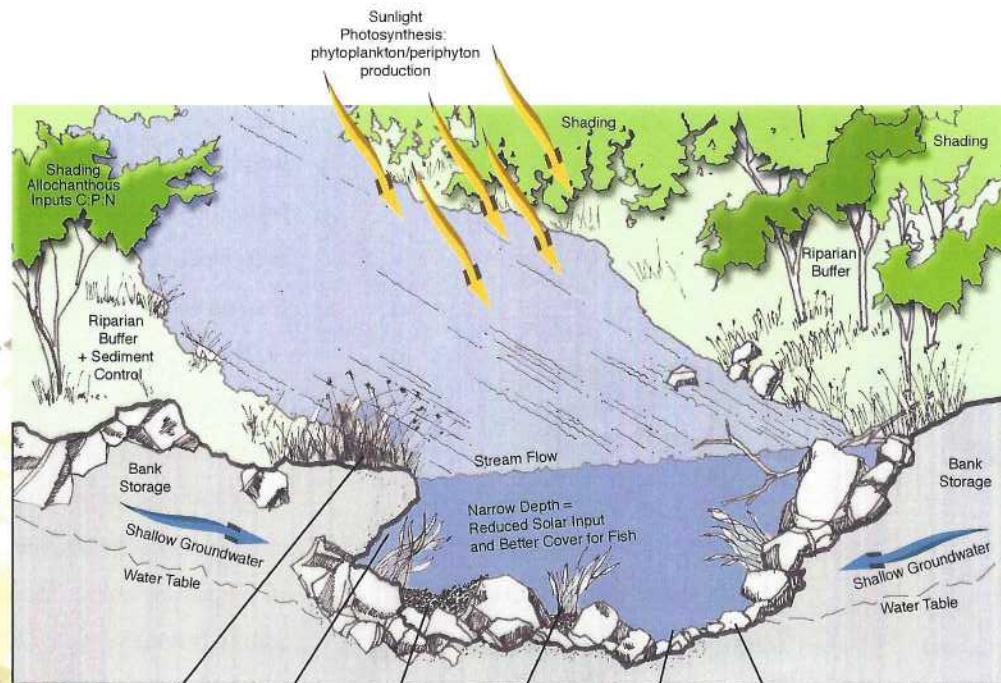 Sunlight
Photosynthesis:
phytoplankton/periphyton
production
Shading
Shading
Shading
Allochanthous
Inputs C:P:N
Riparian
Buffer
Riparian
Buffer
+ Sediment
Control
Stream Flow
Bank
Storage
Bank
Storage
Narrow Depth =
Reduced Solar Input
and Better Cover for Fish
Shallow Groundwater
Shallow Groundwater
Water Table
Water Table